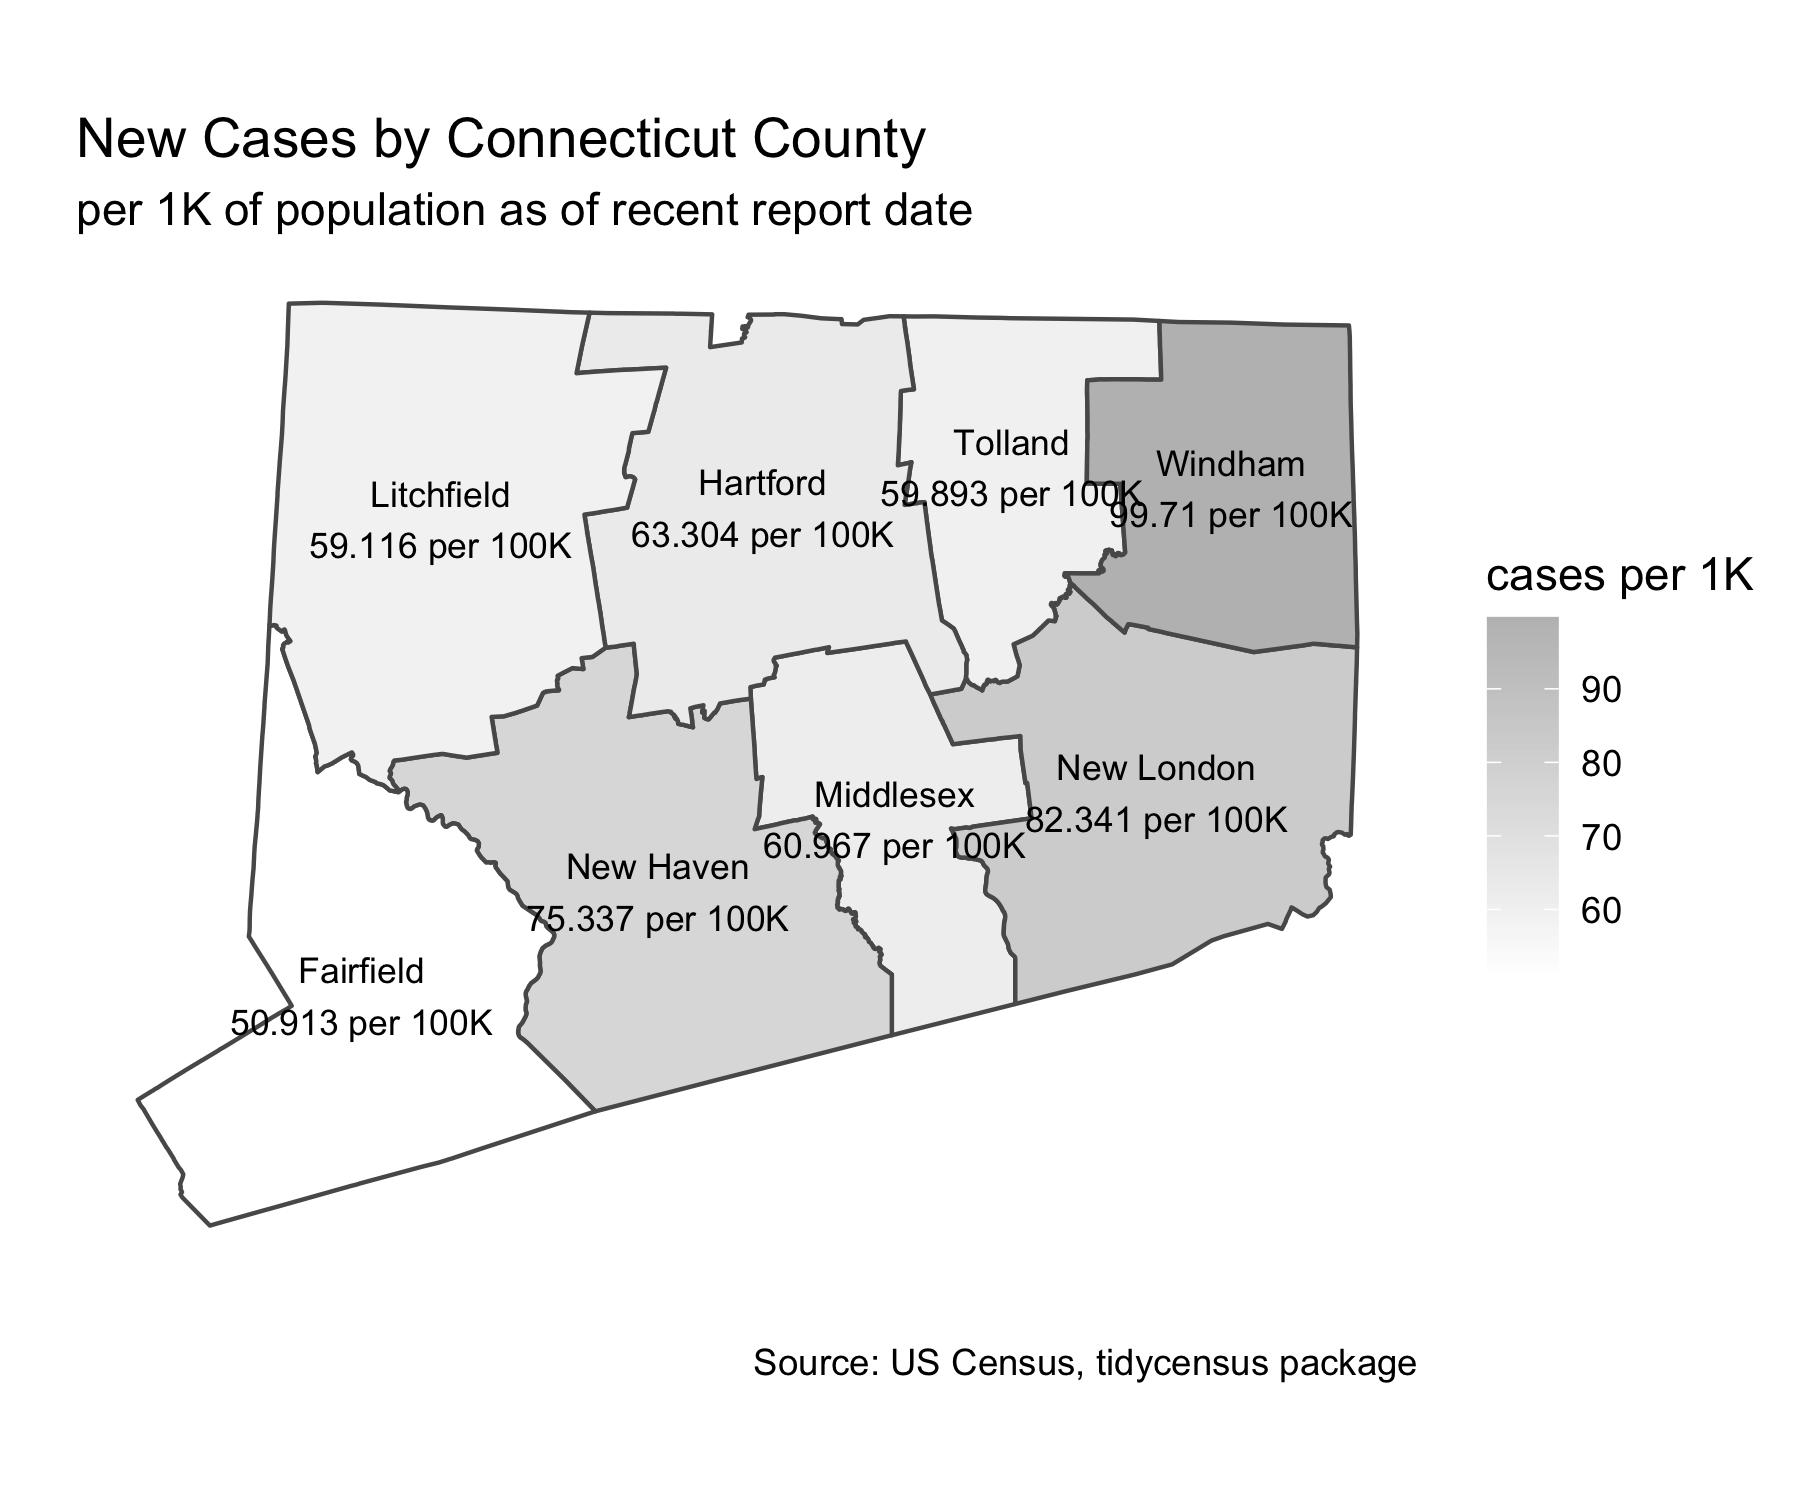 New Cases by Connecticut County
per 1K of population as of recent report date
Tolland
59.893 per 100K
Windham
99.71 per 100K
Litchfield
59.116 per 100K
Hartford
63.304 per 100K
New London
82.341 per 100K
Middlesex
60.967 per 100K
New Haven
75.337 per 100K
Fairfield
50.913 per 100K
cases per 1K
90
80
70
60
Source: US Census, tidycensus package